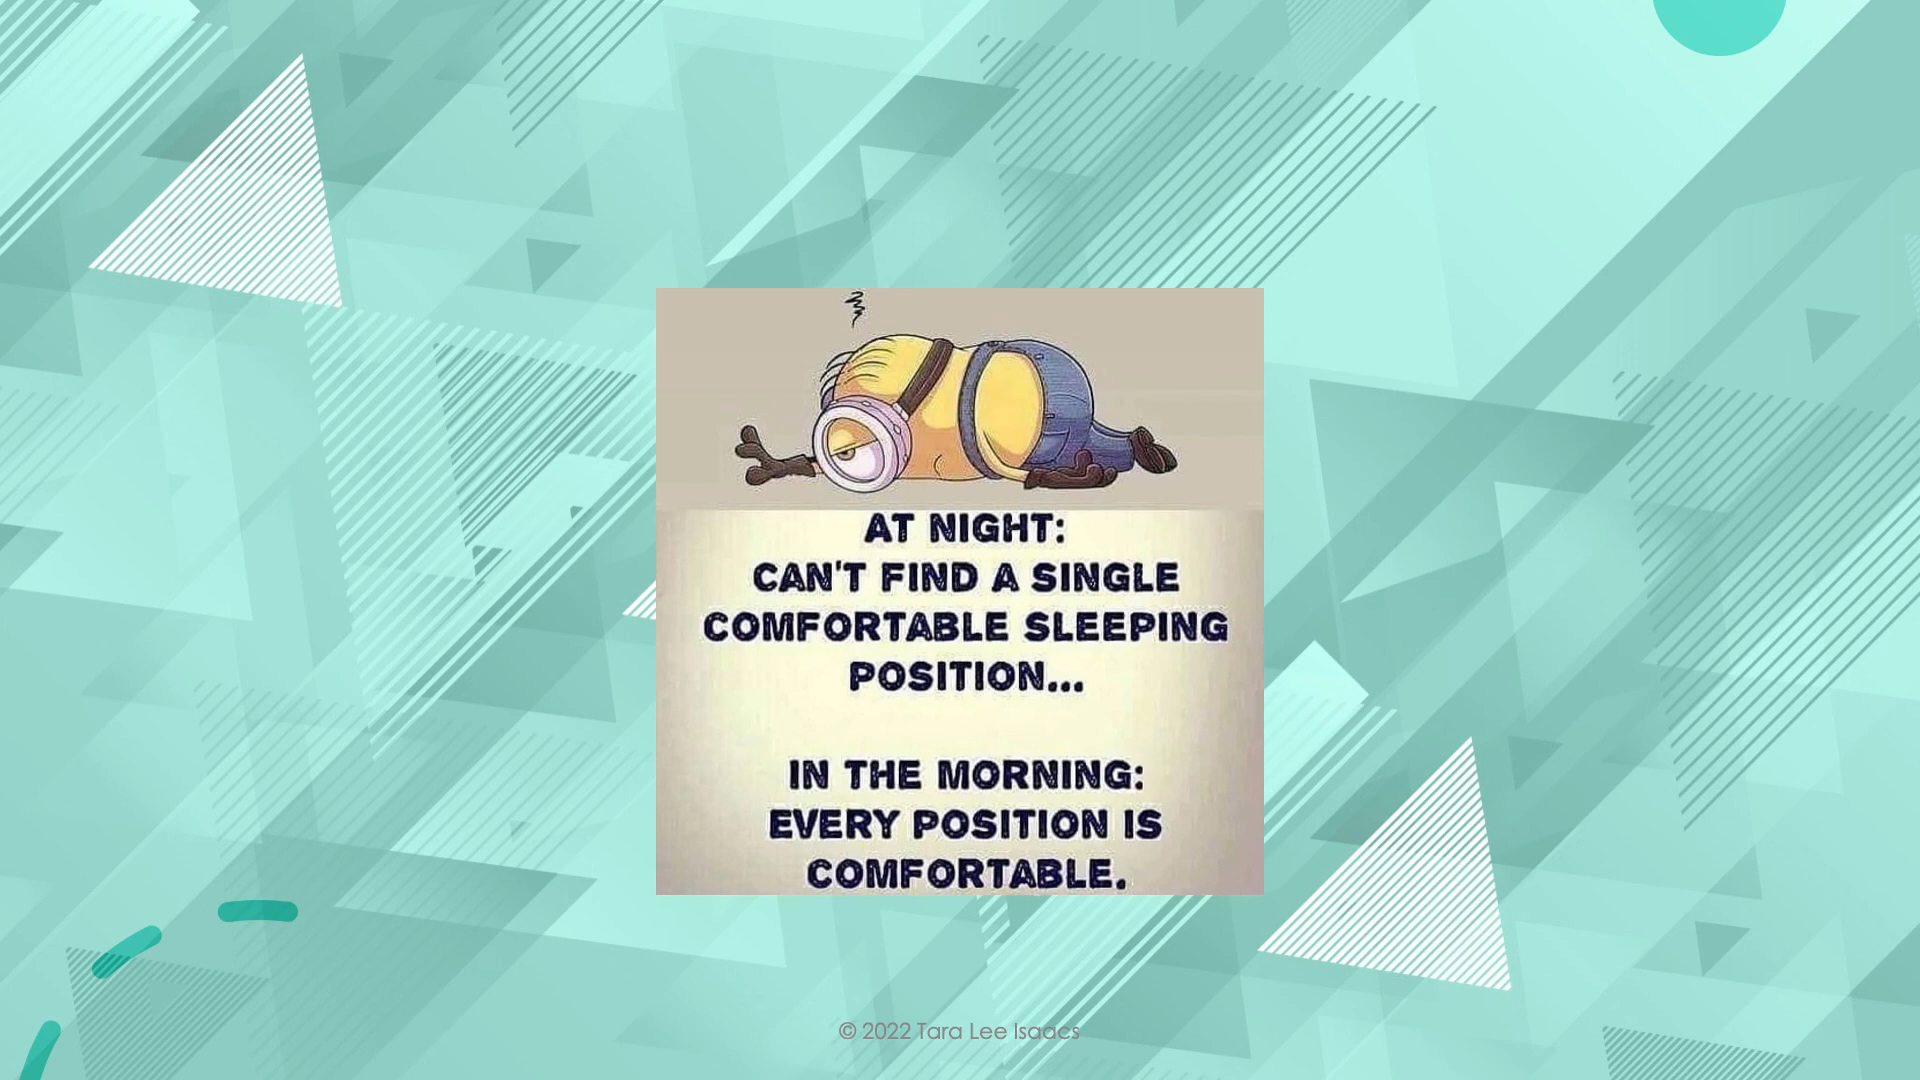 AT NIGHT:
CAN'T FIND A SINGLE
COMFORTABLE SLEEPING
POSITION...
IN THE MORNING:
EVERY POSITION IS
COMFORTABLE.
© 2022 Tara Lee Isaacs